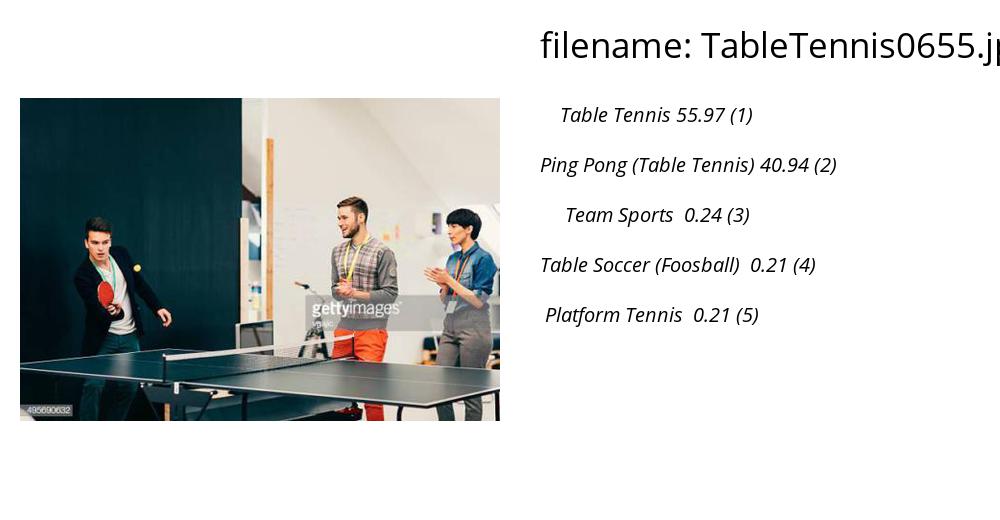 filename: TableTennis0655.jp
Table Tennis 55.97 (1)
Ping Pong (Table Tennis) 40.94 (2)
Team Sports 0.24 (3)
Table Soccer (Foosball) 0.21 (4)
Platform Tennis 0.21 (5)
gettyimages
495690632